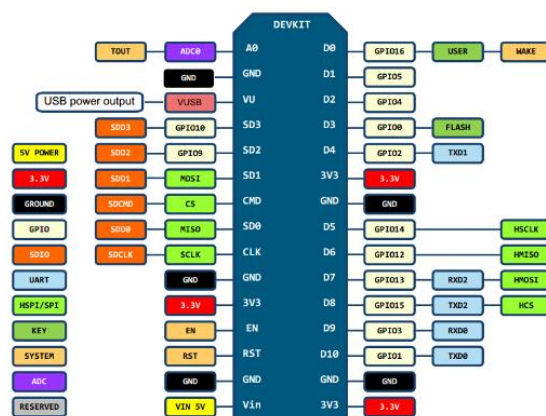 DEVKIT
TOUT ADC0 A0 D0 GPIO16 USER WAKE
GND GND D1 GPIO5
USB power output VUSB VU D2 GPIO4
SDD3 GPIO10 SD3 D3 GPIO0 FLASH
5V POWER SDD2 GPIO9 SD2 D4 GPIO2 TXD1
3.3V SDD1 MOSI SD1 3V3 3.3V
GROUND SDCMD CS CMD GND GND
GPIO SDD0 MISO SD0 D5 GPIO14 HSCLK
SDIO SDCLK SCLK CLK D6 GPIO12 HMISO
UART GND GND D7 GPIO13 RXD2 HMOSI
HSPI/SPI 3.3V 3V3 D8 GPIO15 TXD2 HCS
KEY EN EN D9 GPIO3 RXD0
SYSTEM RST RST D10 GPIO1 TXD0
ADC GND GND GND GND
RESERVED VIN 5V Vin 3V3 3.3V